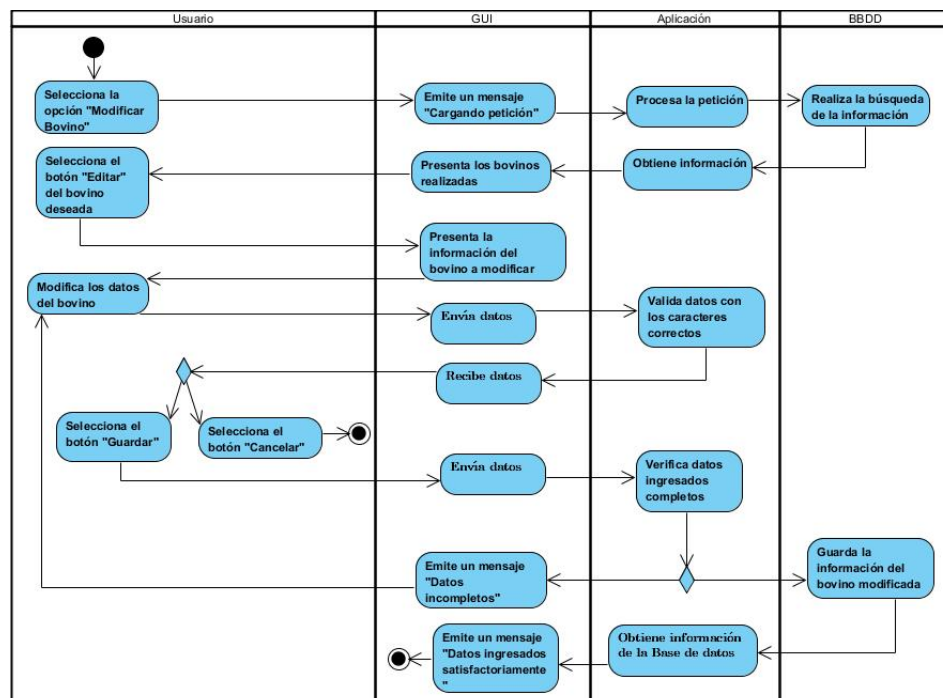 Usuario
GUI
Aplicación
BBDD
Selecciona la
opción "Modificar
Bovino"
Emite un mensaje
"Cargando petición"
Procesa la petición
Realiza la búsqueda
de la información
Selecciona el
botón "Editar"
del bovino
deseada
Presenta los bovinos
realizadas
Obtiene información
Presenta la
información del
bovino a modificar
Modifica los datos
del bovino
Envía datos
Valida datos con
los caracteres
correctos
Recibe datos
Selecciona el
botón "Guardar"
Selecciona el
botón "Cancelar"
Envía datos
Verifica datos
ingresados
completos
Emite un mensaje
"Datos
incompletos"
Guarda la
información del
bovino modificada
Emite un mensaje
"Datos ingresados
satisfactoriamente
"
Obtiene información
de la Base de datos